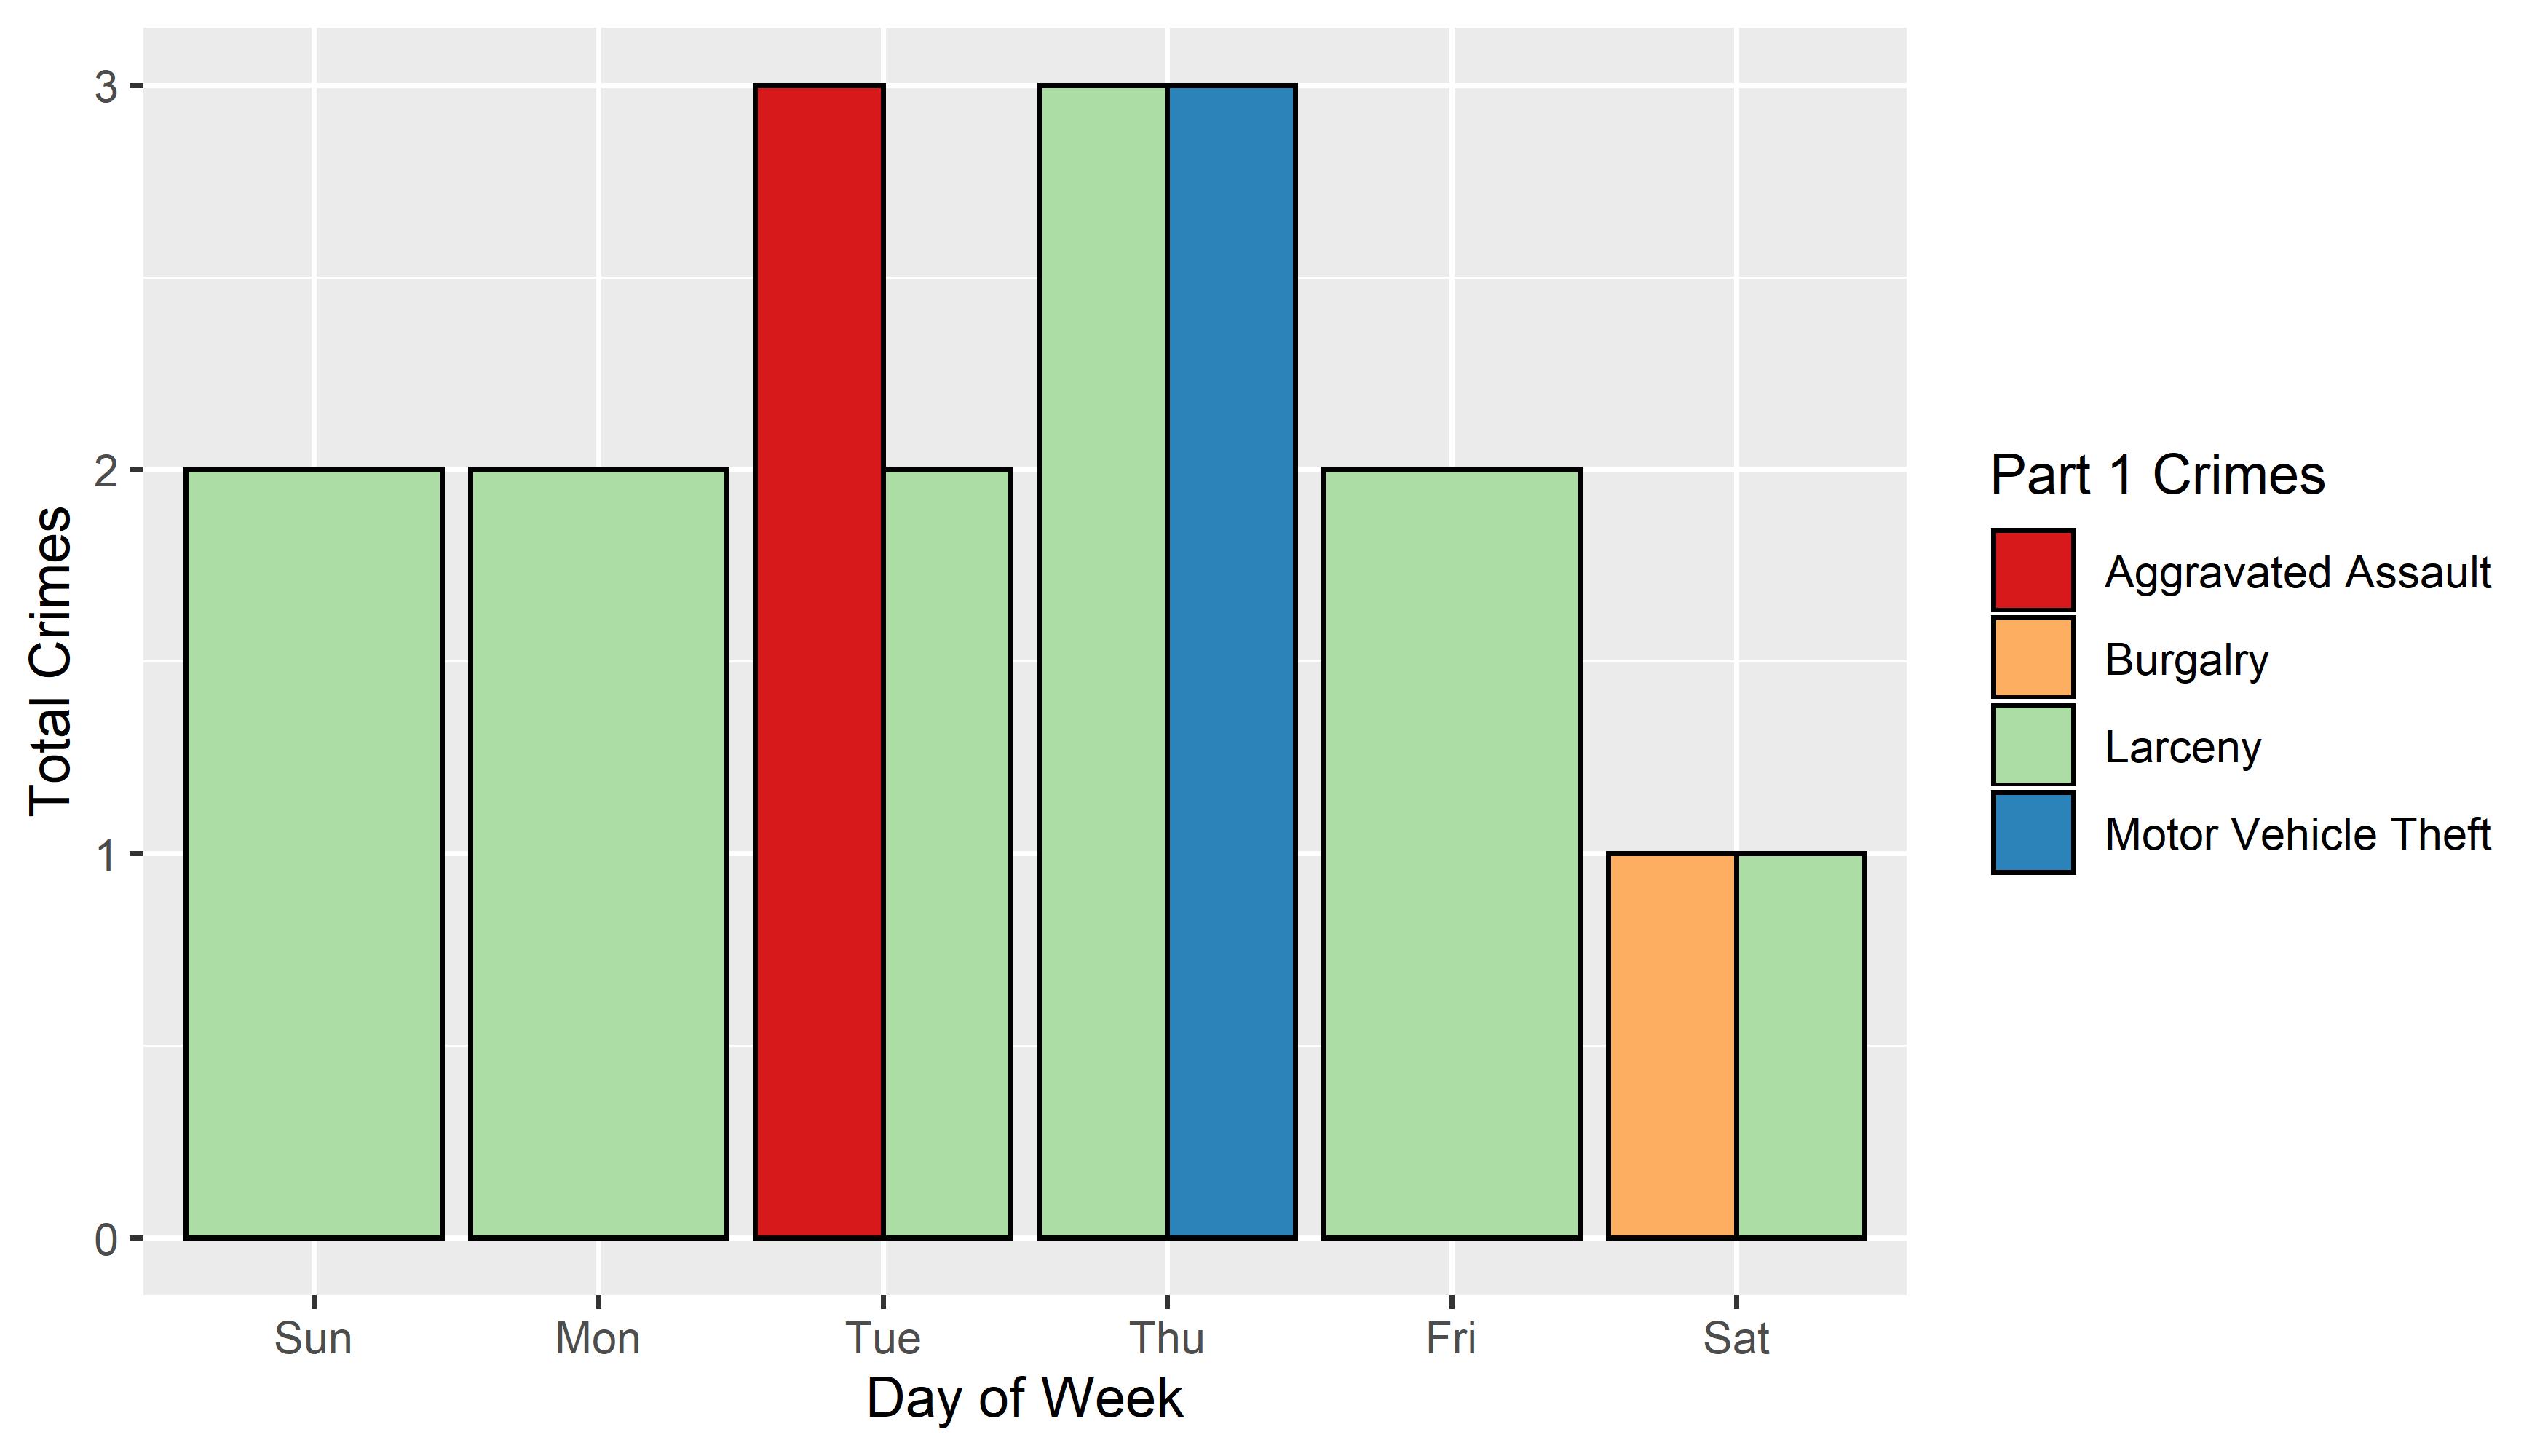 Total Crimes
3
2
1
0
Sun Mon Tue Thu Fri Sat
Day of Week
Part 1 Crimes
Aggravated Assault
Burgalry
Larceny
Motor Vehicle Theft